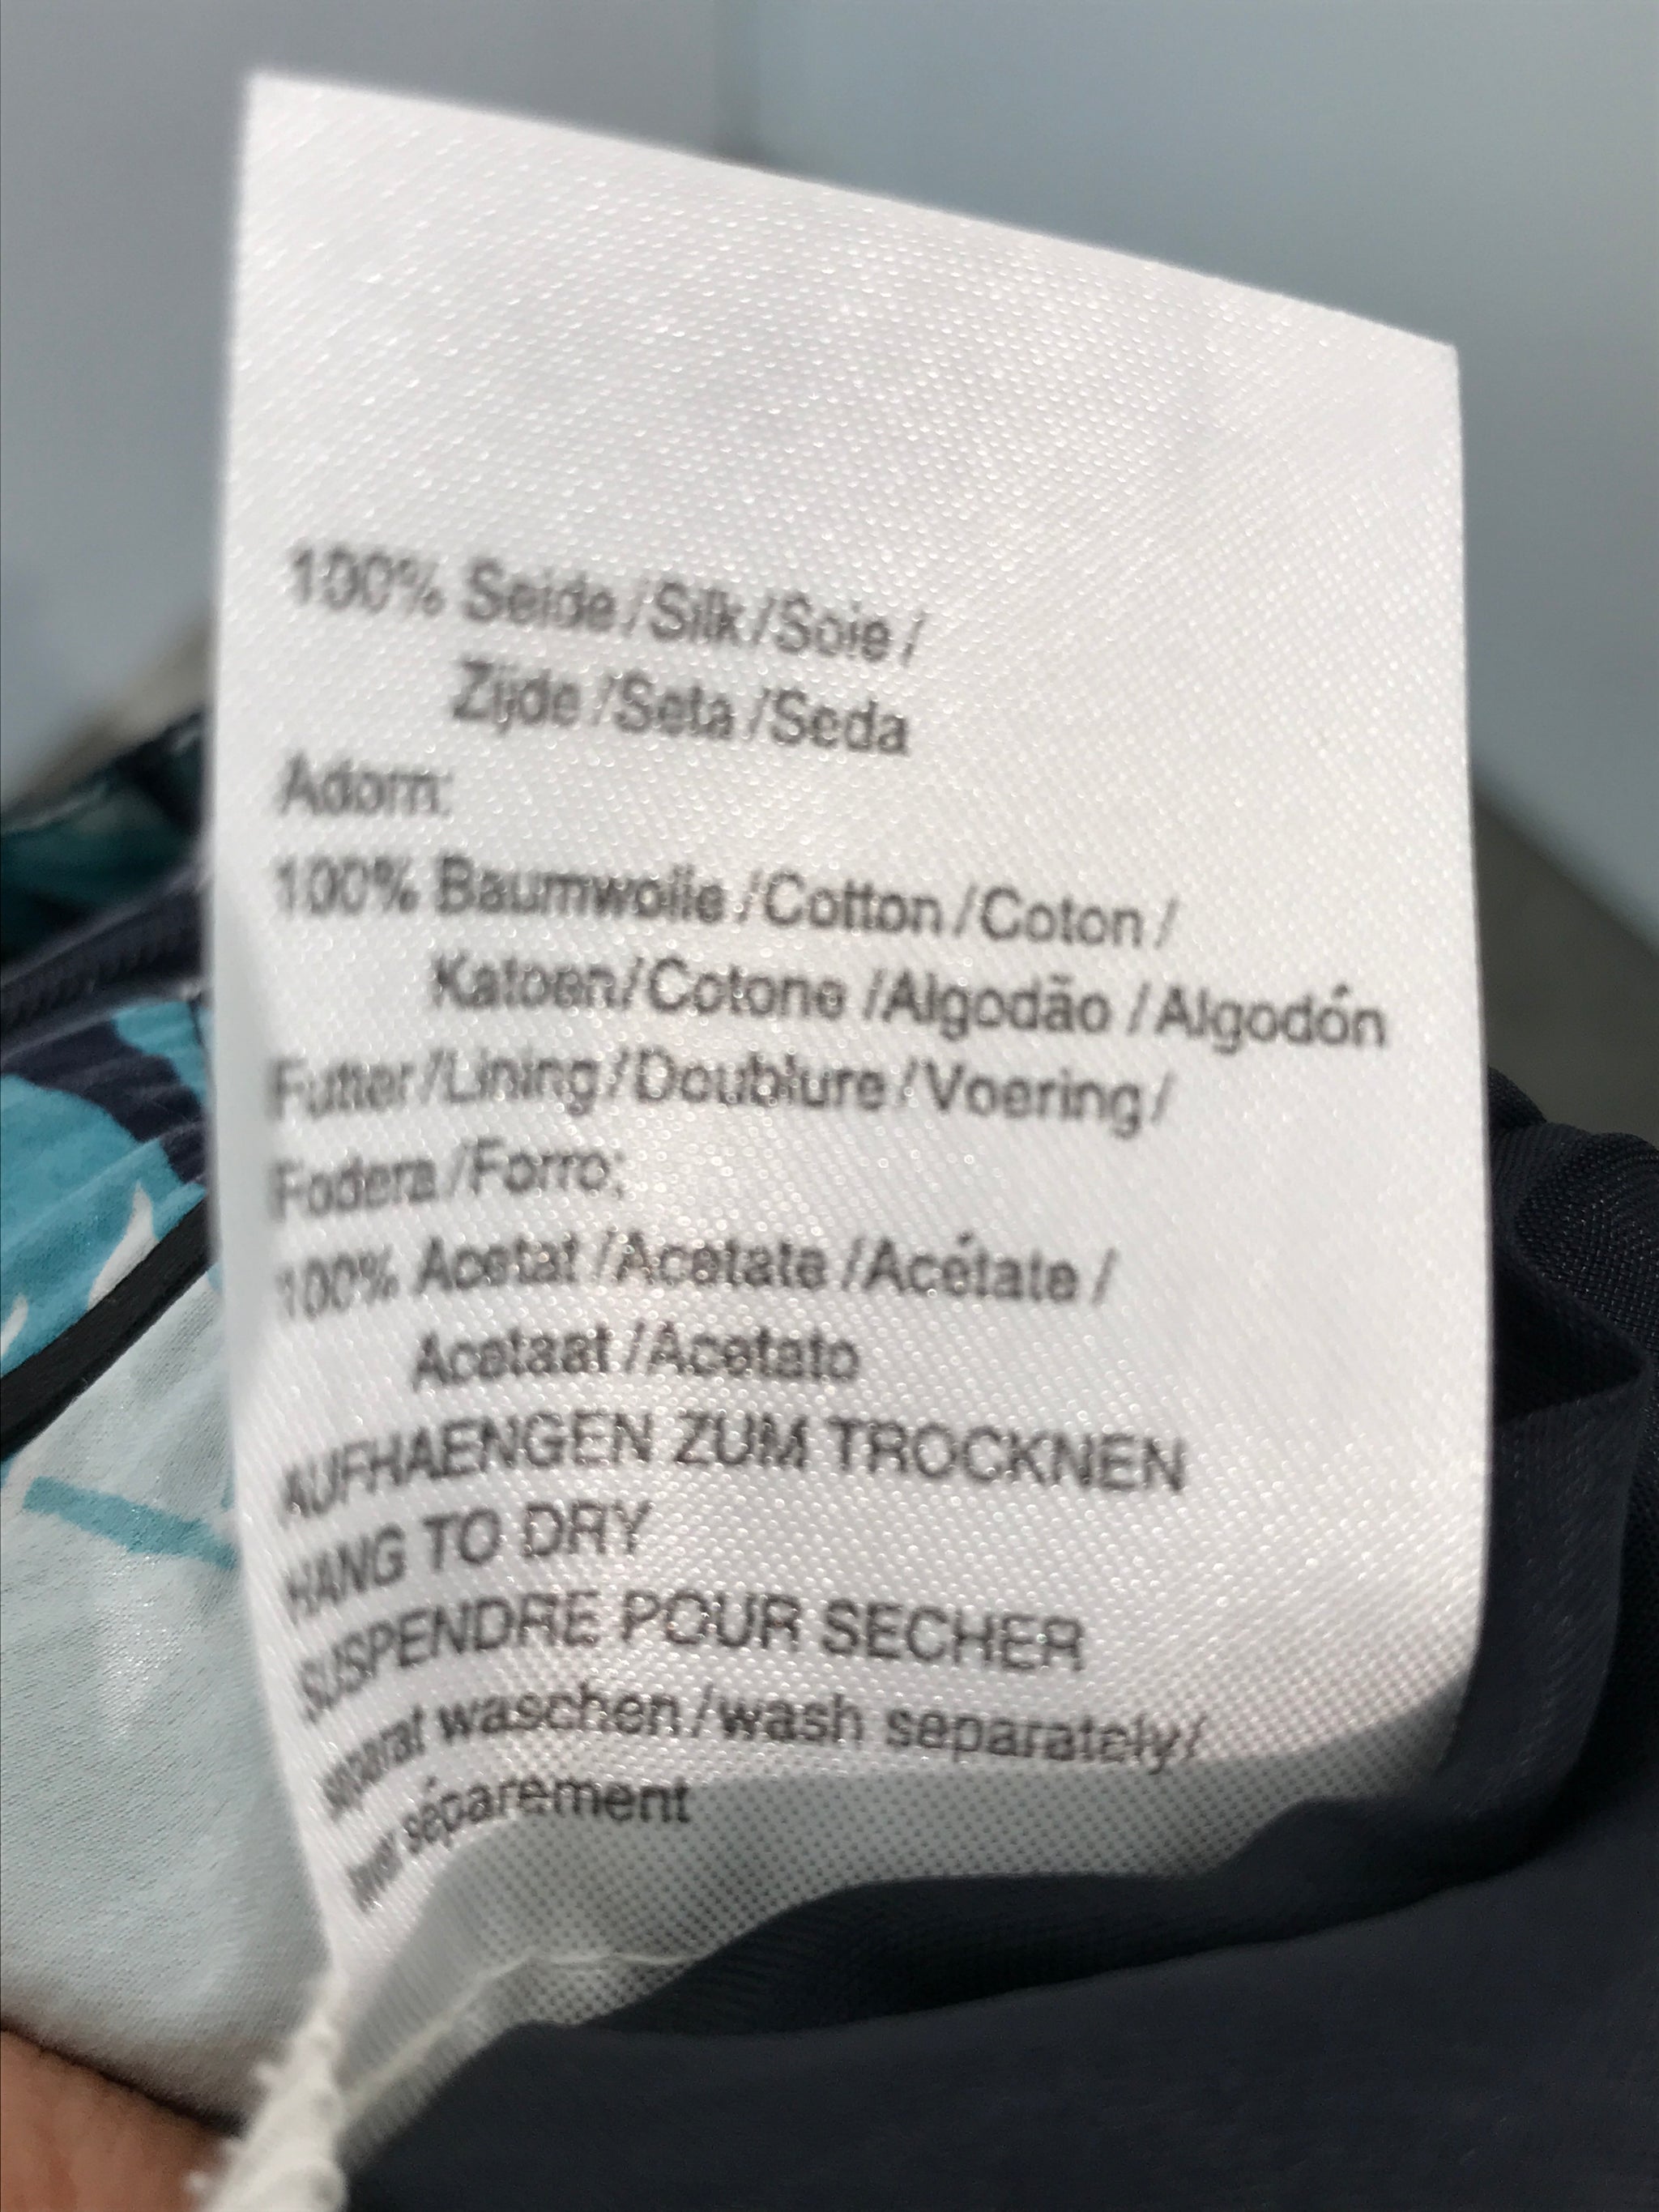 100% Seide/Silk/Soie/
Zijde/Seta/Seda
Adorn:
100% Baumwolle/Cotton/Coton/
Katoen/Cotone/Algodão/Algodón
Futter/Lining/Doublure/Voering/
Fodera/Forro:
100% Acetat/Acetate/Acétate/
Acetaat/Acetato
AUFHAENGEN ZUM TROCKNEN
HANG TO DRY
SUSPENDRE POUR SECHER
separat waschen/wash separately/
séparement